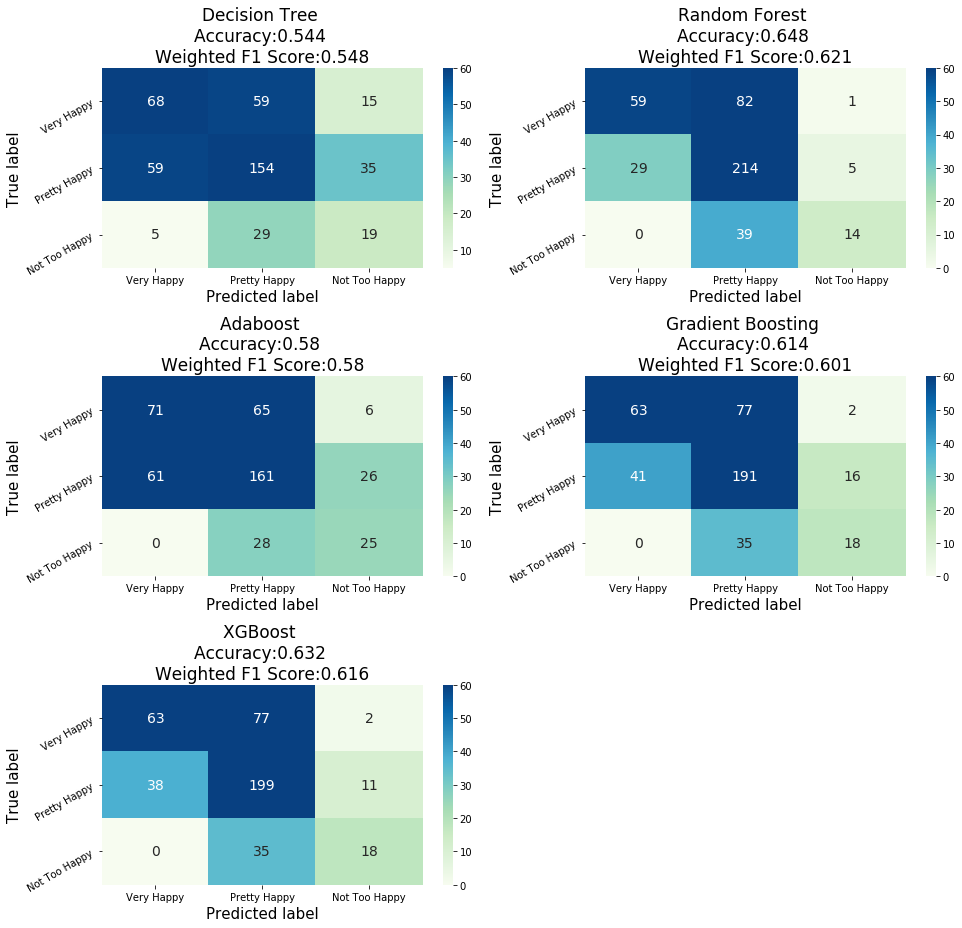 Decision Tree
Accuracy:0.544
Weighted F1 Score:0.548
True label
Very Happy
68 59 15
Pretty Happy
59 154 35
Not Too Happy
5 29 19
Very Happy Pretty Happy Not Too Happy
Predicted label
60
50
40
30
20
10
Random Forest
Accuracy:0.648
Weighted F1 Score:0.621
True label
Very Happy
59 82 1
Pretty Happy
29 214 5
Not Too Happy
0 39 14
Very Happy Pretty Happy Not Too Happy
Predicted label
60
50
40
30
20
10
0
Adaboost
Accuracy:0.58
Weighted F1 Score:0.58
True label
Very Happy
71 65 6
Pretty Happy
61 161 26
Not Too Happy
0 28 25
Very Happy Pretty Happy Not Too Happy
Predicted label
60
50
40
30
20
10
0
Gradient Boosting
Accuracy:0.614
Weighted F1 Score:0.601
True label
Very Happy
63 77 2
Pretty Happy
41 191 16
Not Too Happy
0 35 18
Very Happy Pretty Happy Not Too Happy
Predicted label
60
50
40
30
20
10
0
XGBoost
Accuracy:0.632
Weighted F1 Score:0.616
True label
Very Happy
63 77 2
Pretty Happy
38 199 11
Not Too Happy
0 35 18
Very Happy Pretty Happy Not Too Happy
Predicted label
60
50
40
30
20
10
0